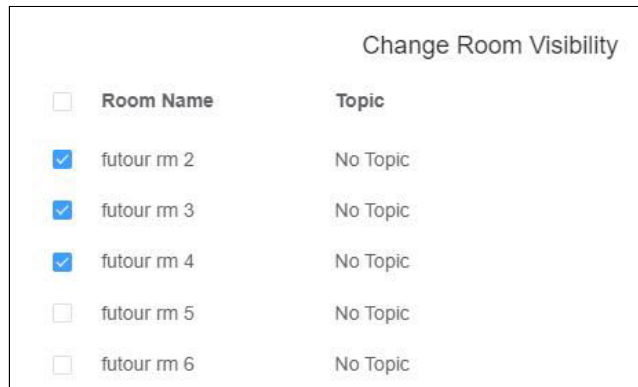 Change Room Visibility
Room Name Topic
futour rm 2 No Topic
futour rm 3 No Topic
futour rm 4 No Topic
futour rm 5 No Topic
futour rm 6 No Topic